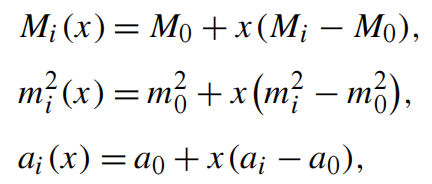 M_i(x) = M_0 + x(M_i − M_0),
m_i^2(x) = m_0^2 + x(m_i^2 − m_0^2),
a_i(x) = a_0 + x(a_i − a_0),